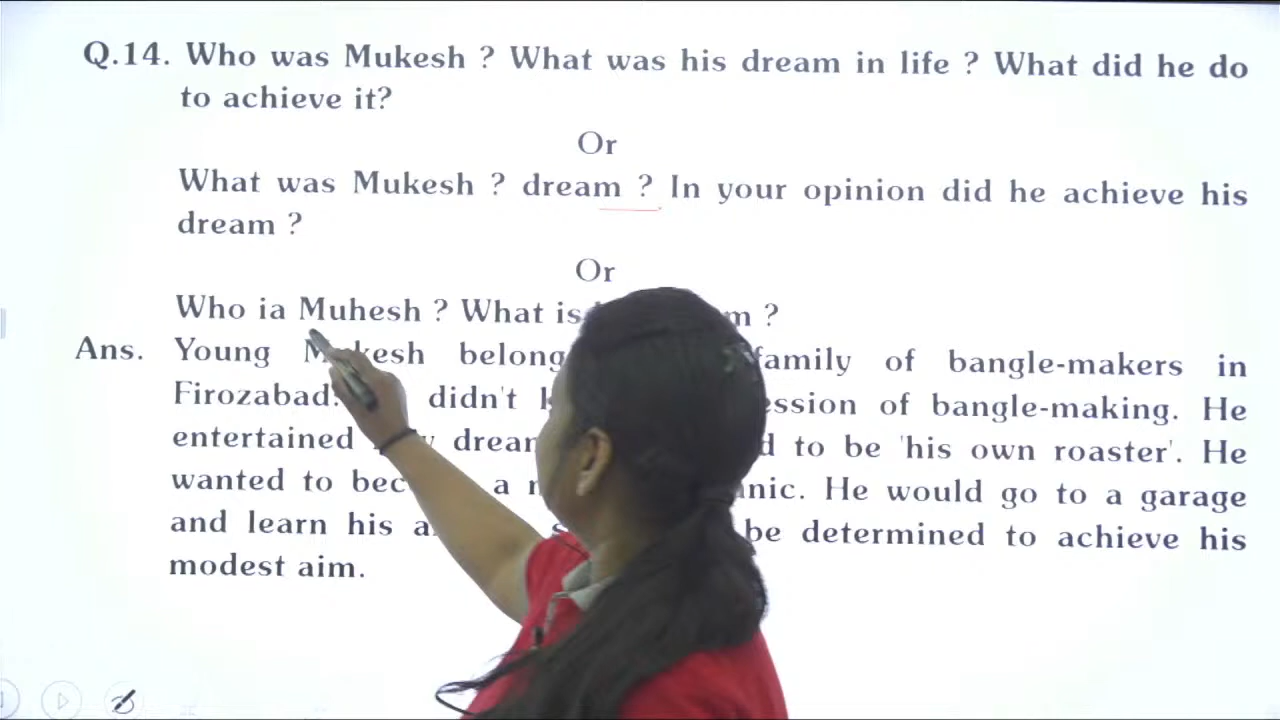 Q.14. Who was Mukesh ? What was his dream in life ? What did he do
to achieve it?
Or
What was Mukesh ? dream ? In your opinion did he achieve his
dream ?
Or
Who ia Muhesh ? What is ?
Ans. Young Mukesh family of bangle-makers in
Firozabad. didn't of bangle-making. He
entertained to be 'his own roaster'. He
wanted to a He would go to a garage
and learn his be determined to achieve his
modest aim.